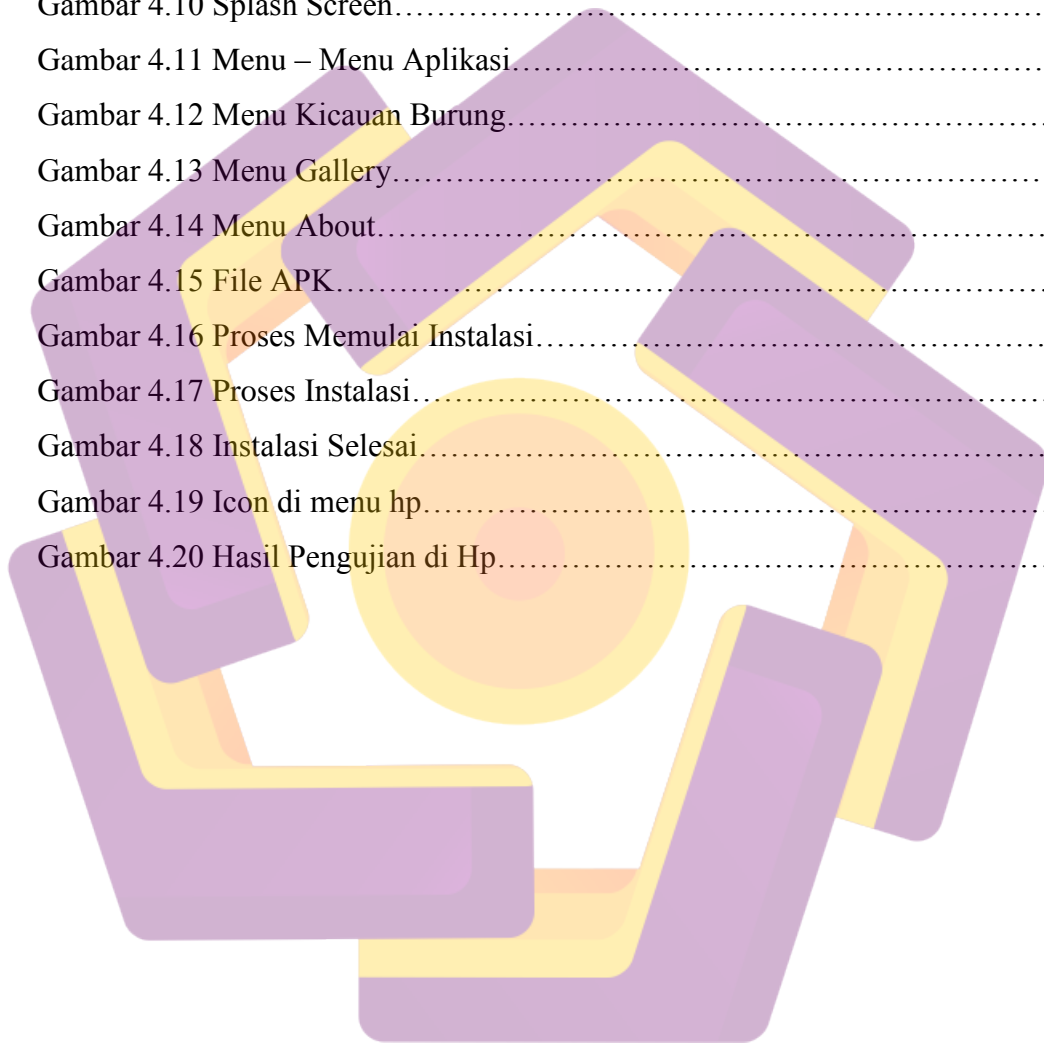 Gambar 4.10 Splash Screen……………………………………………………
Gambar 4.11 Menu – Menu Aplikasi…………………………………………
Gambar 4.12 Menu Kicauan Burung…………………………………………
Gambar 4.13 Menu Gallery……………………………………………………
Gambar 4.14 Menu About………………………………………………………
Gambar 4.15 File APK……………………………………………………………
Gambar 4.16 Proses Memulai Instalasi………………………………………
Gambar 4.17 Proses Instalasi…………………………………………………
Gambar 4.18 Instalasi Selesai…………………………………………………
Gambar 4.19 Icon di menu hp…………………………………………………
Gambar 4.20 Hasil Pengujian di Hp……………………………………………